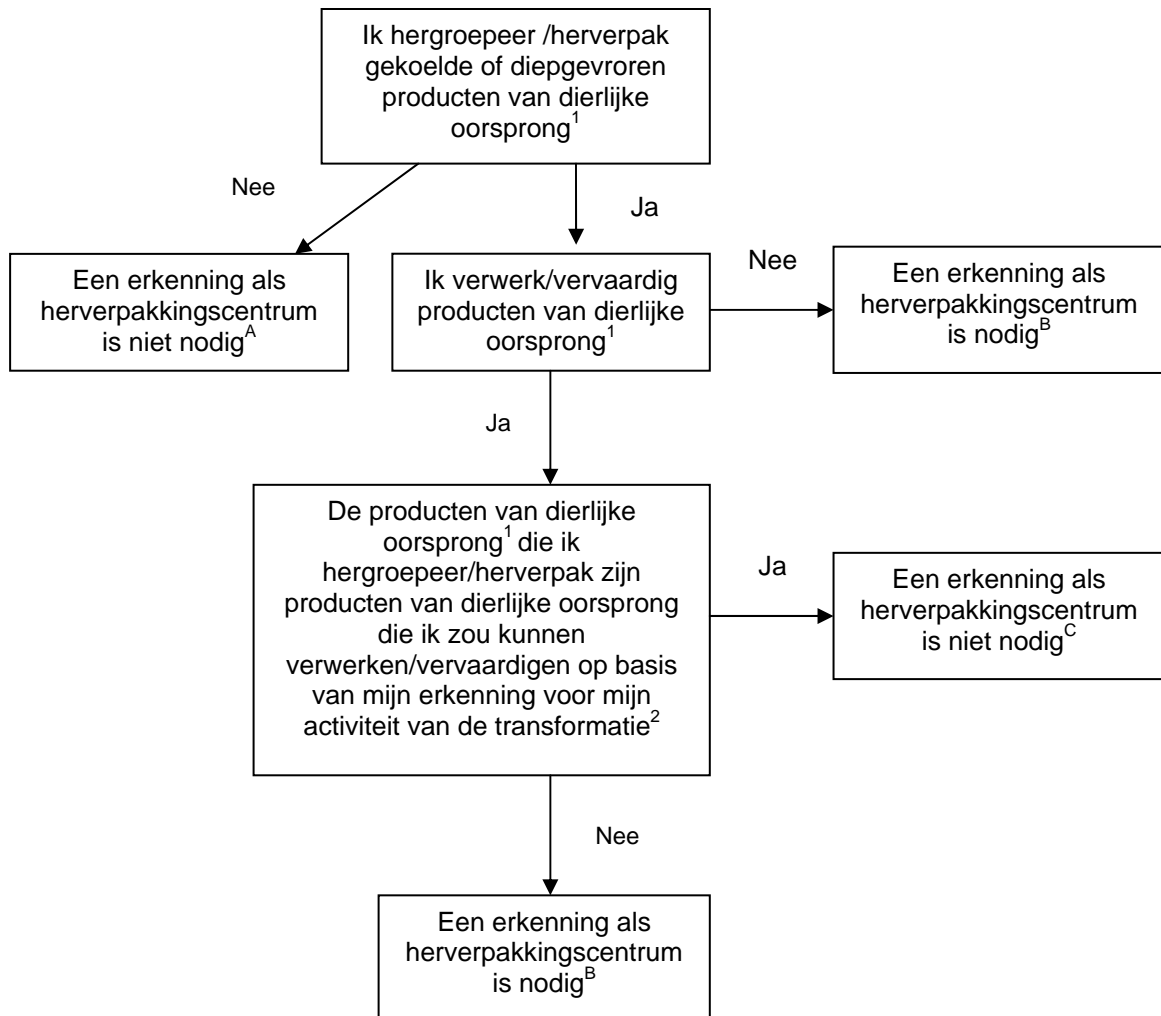 Ik hergroepeer /herverpak
gekoelde of diepgevroren
producten van dierlijke
oorsprong1
Nee
Ja
Een erkenning als
herverpakkingscentrum
is niet nodigA
Ik verwerk/vervaardig
producten van dierlijke
oorsprong1
Nee
Een erkenning als
herverpakkingscentrum
is nodigB
Ja
De producten van dierlijke
oorsprong1 die ik
hergroepeer/herverpak zijn
producten van dierlijke oorsprong
die ik zou kunnen
verwerken/vervaardigen op basis
van mijn erkenning voor mijn
activiteit van de transformatie2
Ja
Een erkenning als
herverpakkingscentrum
is niet nodigC
Nee
Een erkenning als
herverpakkingscentrum
is nodigB